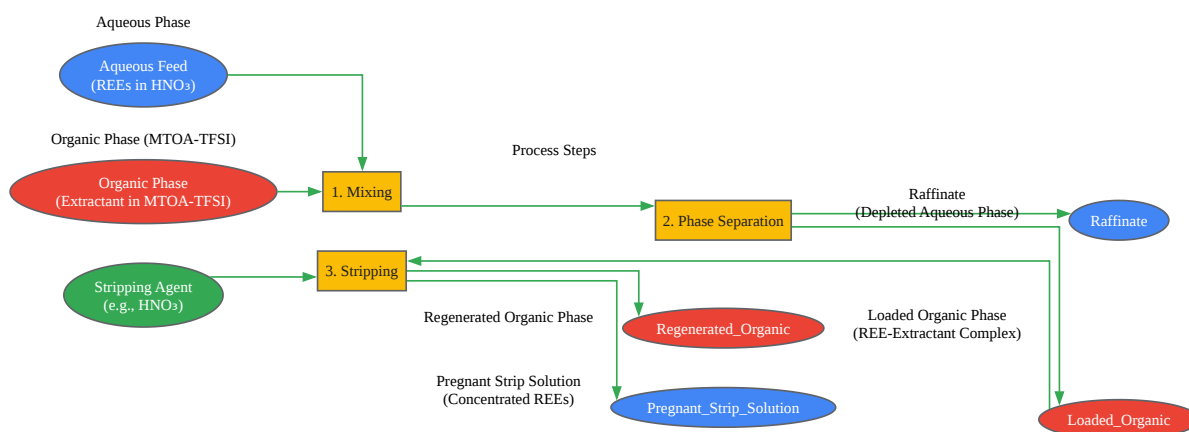 Aqueous Phase
Aqueous Feed
(REEs in HNO₃)
Organic Phase (MTOA-TFSI)
Organic Phase
(Extractant in MTOA-TFSI)
1. Mixing
Process Steps
2. Phase Separation
Raffinate
(Depleted Aqueous Phase)
Raffinate
Stripping Agent
(e.g., HNO₃)
3. Stripping
Regenerated Organic Phase
Regenerated_Organic
Loaded Organic Phase
(REE-Extractant Complex)
Pregnant Strip Solution
(Concentrated REEs)
Pregnant_Strip_Solution
Loaded_Organic